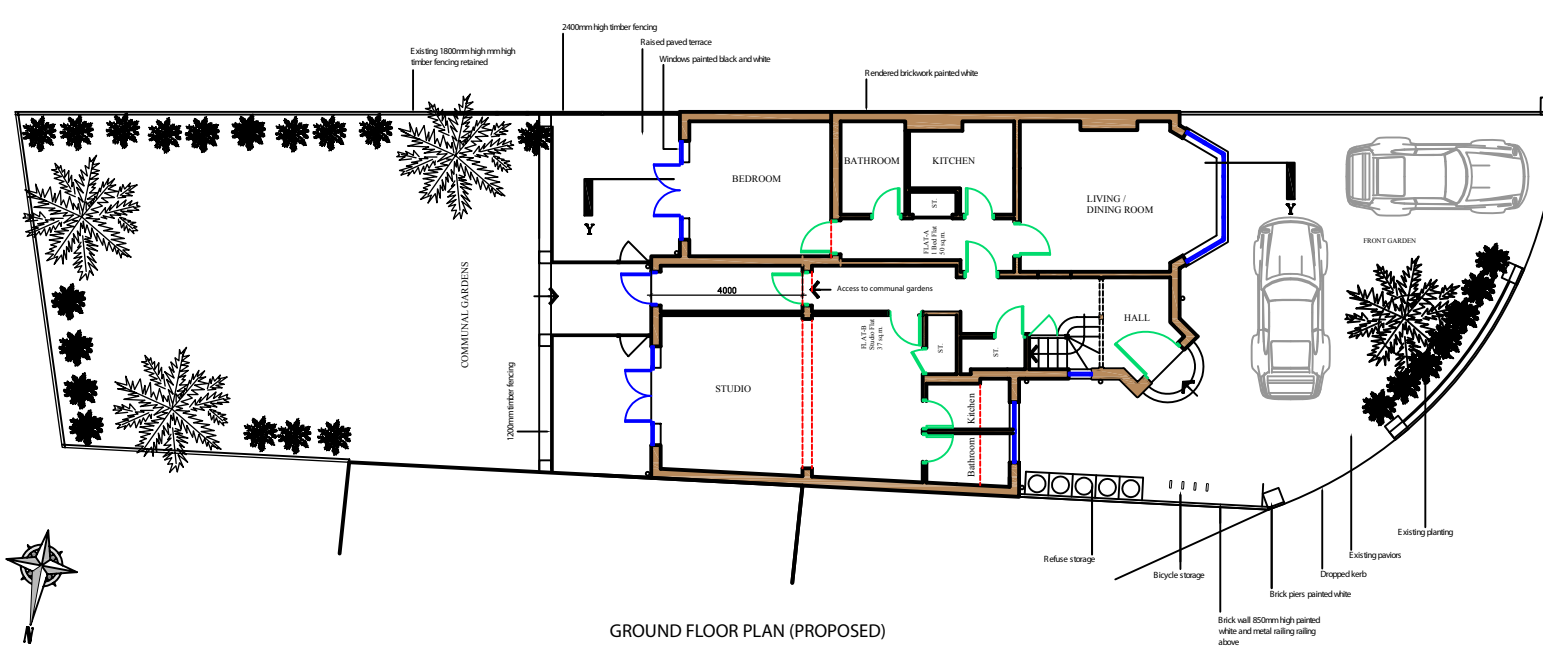 2400mm high timber fencing
Existing 1800mm high mm high
timber fencing retained
Raised paved terrace
Windows painted black and white
Rendered brickwork painted white
BEDROOM
BATHROOM
KITCHEN
ST.
LIVING /
DINING ROOM
Y
Y
FLAT-A
1 Bed Flat
50 sq.m
FRONT GARDEN
COMMUNAL GARDENS
4000
Access to communal gardens
HALL
FLAT-B
Studio Flat
37 sq.m
ST.
ST.
STUDIO
Kitchen
Bathroom
1200mm timber fencing
Refuse storage
Bicycle storage
Existing planting
Existing paviors
Dropped kerb
Brick piers painted white
Brick wall 850mm high painted
white and metal railing railing
above
N
GROUND FLOOR PLAN (PROPOSED)